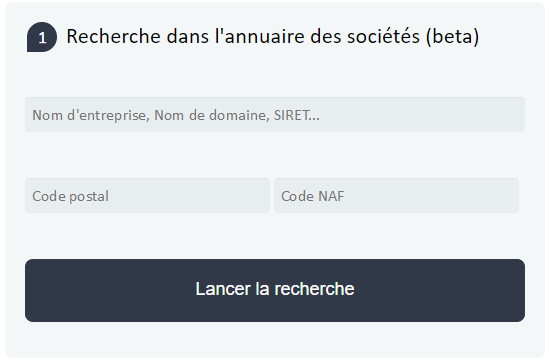 1 Recherche dans l'annuaire des sociétés (beta)
Nom d'entreprise, Nom de domaine, SIRET...
Code postal Code NAF
Lancer la recherche